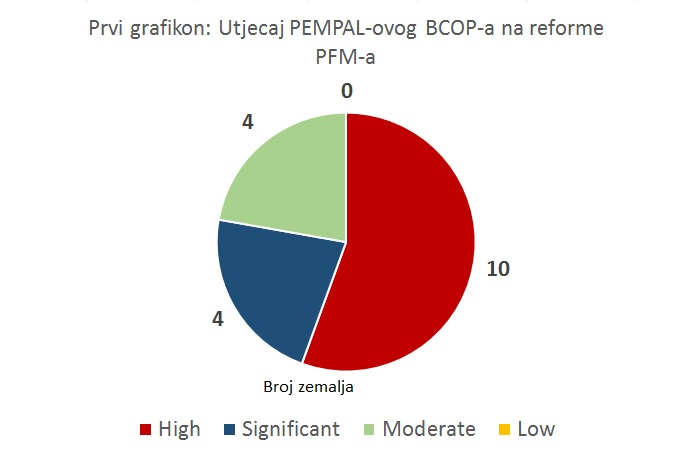 Prvi grafikon: Utjecaj PEMPAL-ovog BCOP-a na reforme
PFM-a
0
4
10
4
Broj zemalja
High Significant Moderate Low